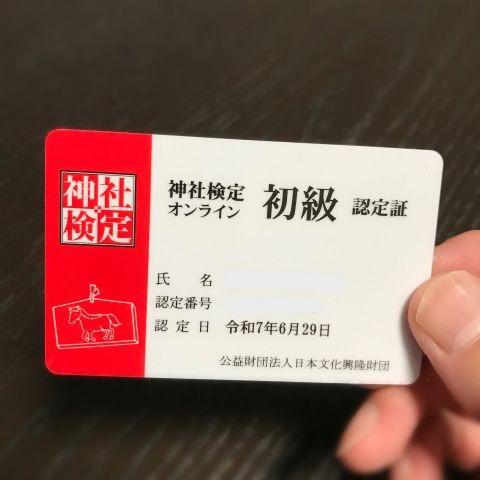 神社
検定
神社検定
オンライン
初級
認定証
氏 名
認定番号
認定日 令和7年6月29日
公益財団法人日本文化興隆財団